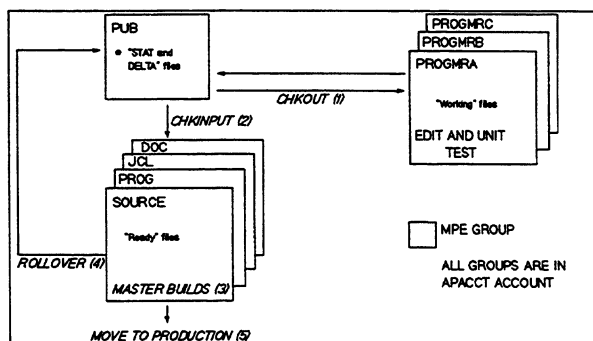 PUB
• "STAT and
DELTA" files
PROGMRC
PROGMRB
PROGMRA
"Working" files
EDIT AND UNIT
TEST
CHKOUT (1)
CHKINPUT (2)
DOC
JCL
PROG
SOURCE
"Ready" files
MASTER BUILDS (3)
ROLLOVER (4)
MOVE TO PRODUCTION (5)
MPE GROUP
ALL GROUPS ARE IN
APACCT ACCOUNT